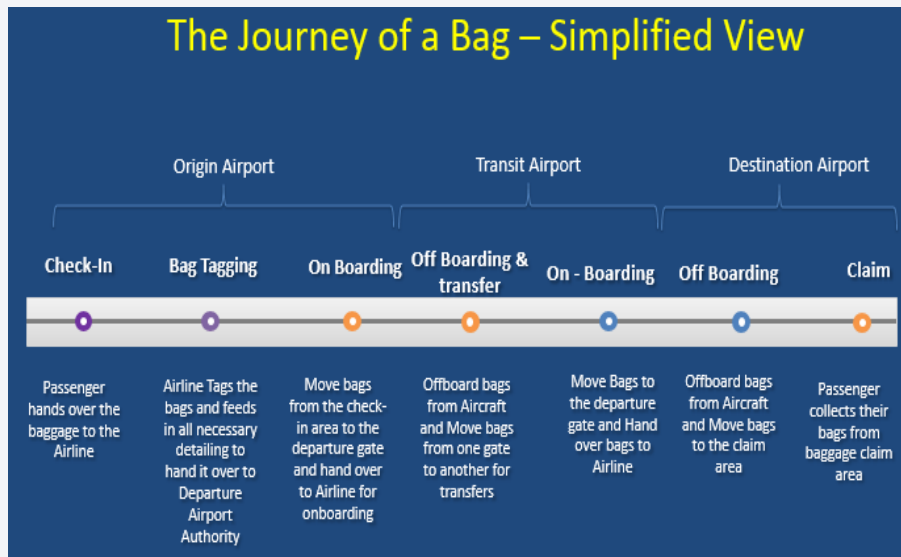 The Journey of a Bag – Simplified View
Origin Airport
Transit Airport
Destination Airport
Check-In
Bag Tagging
On Boarding
Off Boarding &
transfer
On - Boarding
Off Boarding
Claim
Passenger
hands over the
baggage to the
Airline
Airline Tags the
bags and feeds
in all necessary
detailing to
hand it over to
Departure
Airport
Authority
Move bags
from the check-
in area to the
departure gate
and hand over
to Airline for
onboarding
Offboard bags
from Aircraft
and Move bags
from one gate
to another for
transfers
Move Bags to
the departure
gate and Hand
over bags to
Airline
Offboard bags
from Aircraft
and Move bags
to the claim
area
Passenger
collects their
bags from
baggage claim
area